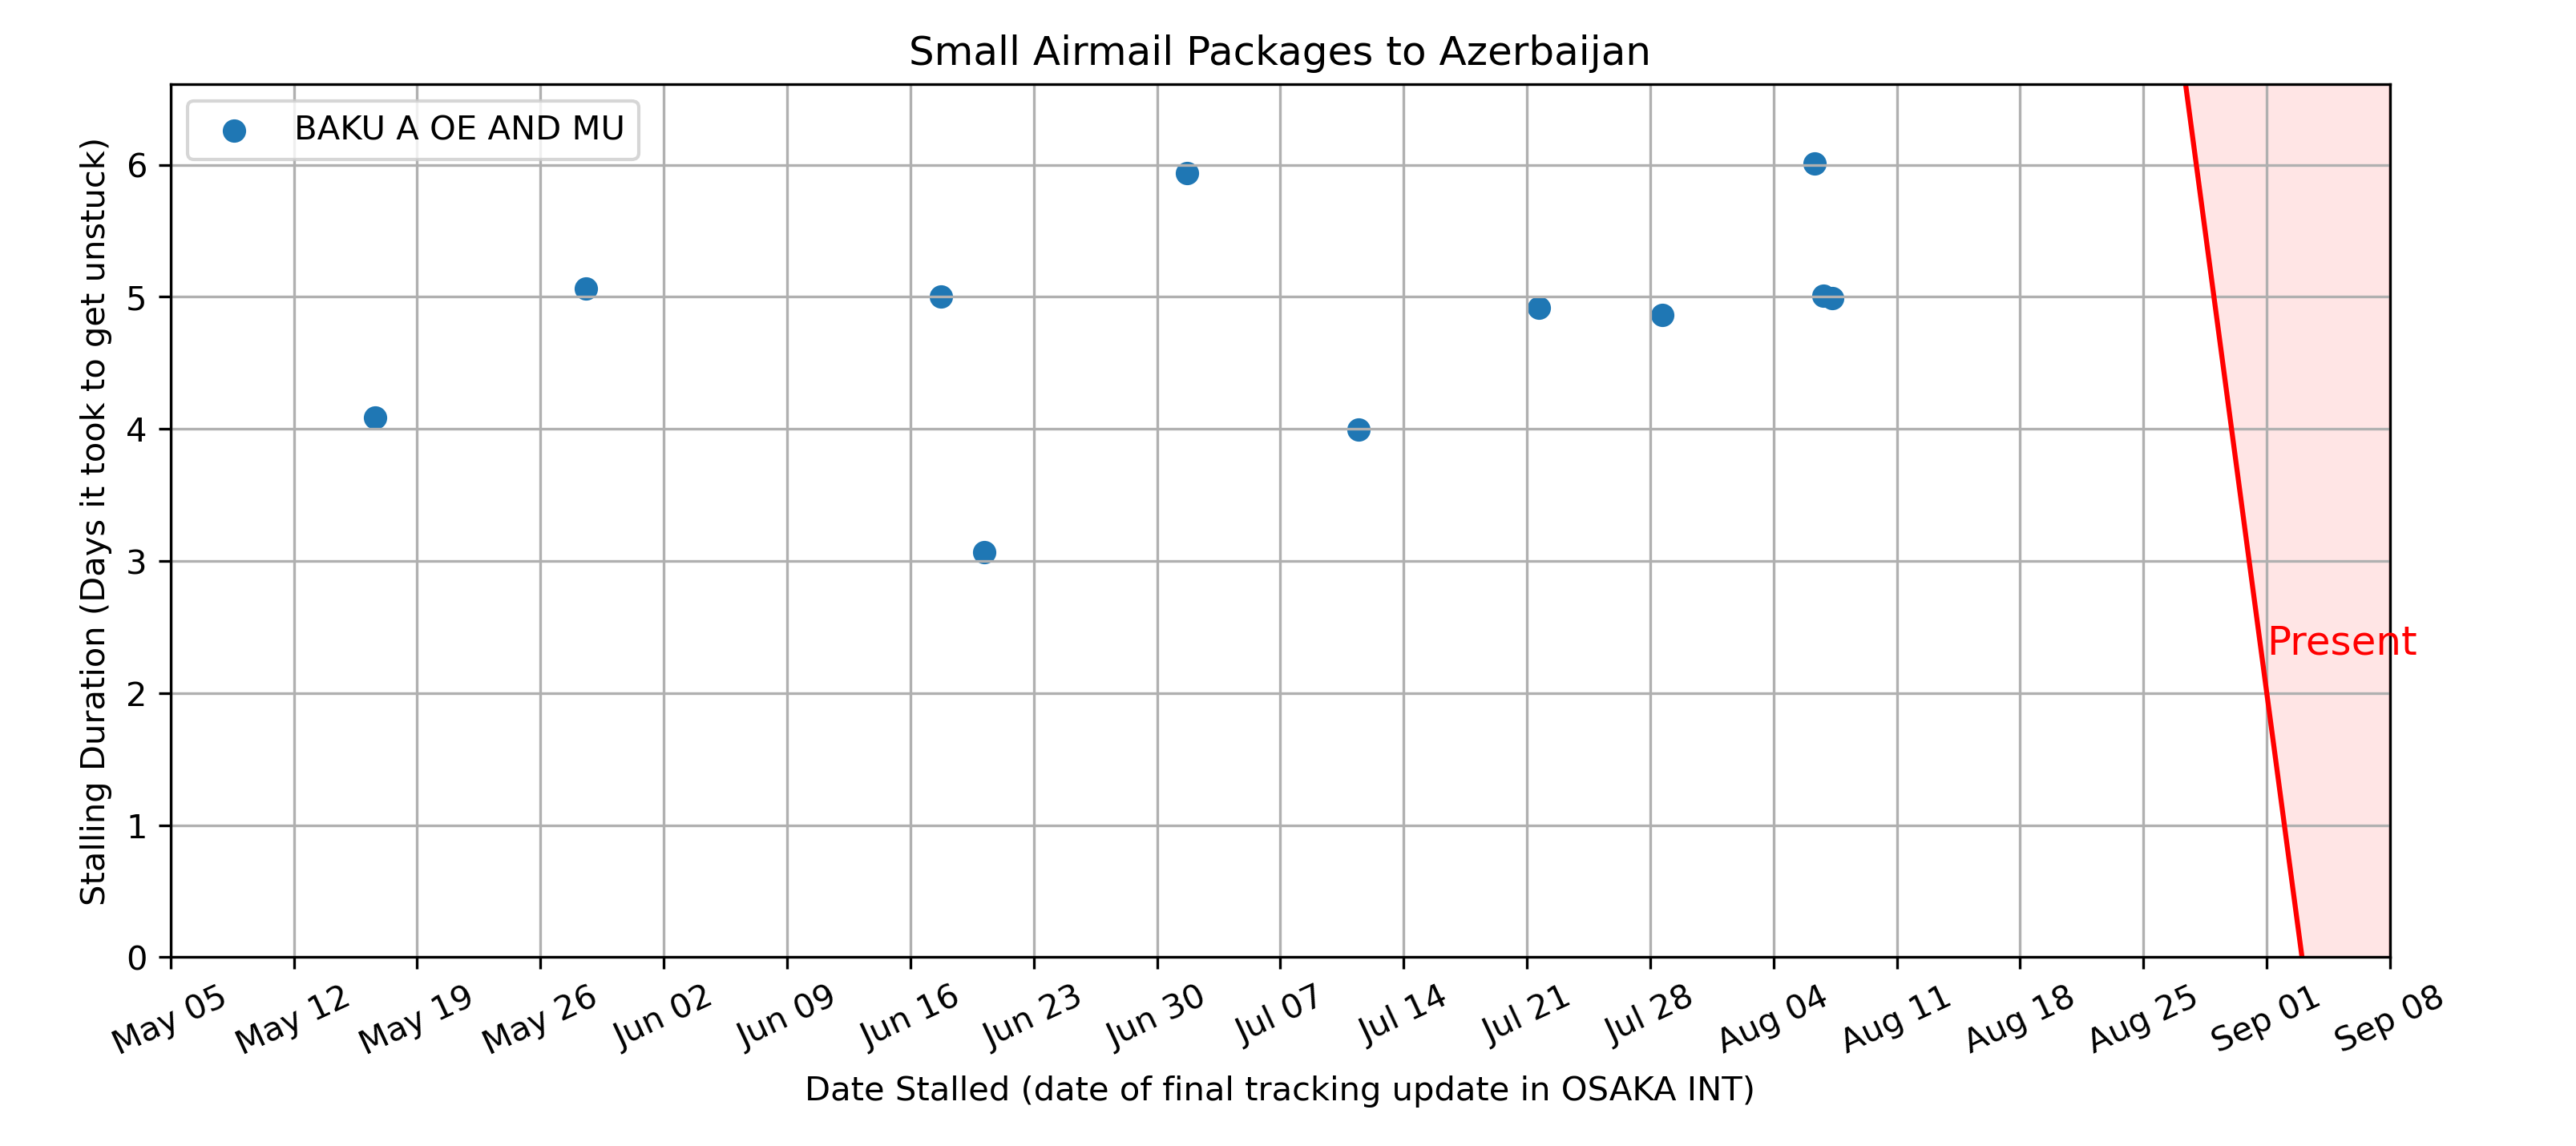 Small Airmail Packages to Azerbaijan
BAKU A OE AND MU
Stalling Duration (Days it took to get unstuck)
6
5
4
3
2
1
0
Present
May 05
May 12
May 19
May 26
Jun 02
Jun 09
Jun 16
Jun 23
Jun 30
Jul 07
Jul 14
Jul 21
Jul 28
Aug 04
Aug 11
Aug 18
Aug 25
Sep 01
Sep 08
Date Stalled (date of final tracking update in OSAKA INT)